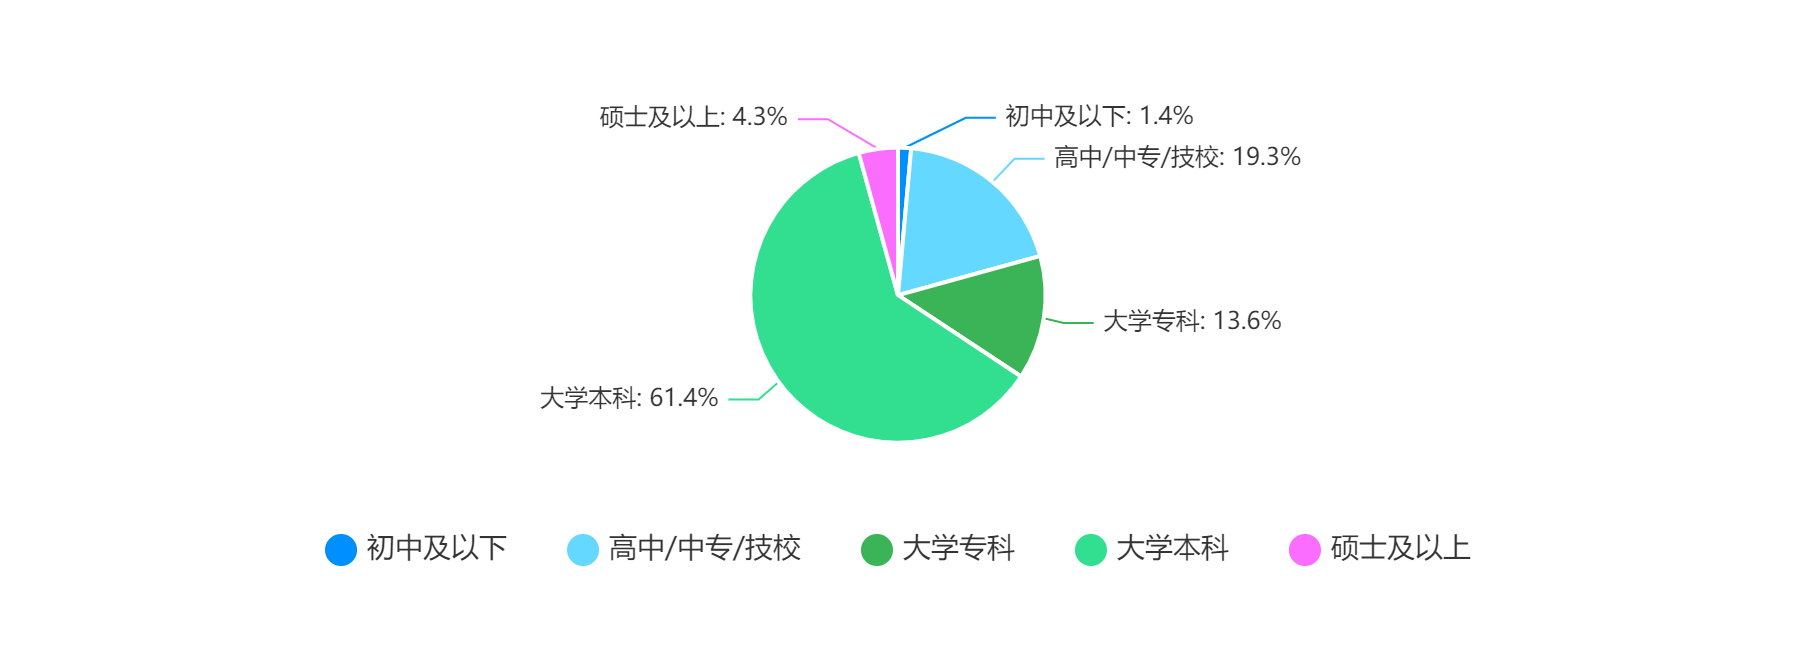 硕士及以上: 4.3%
初中及以下: 1.4%
高中/中专/技校: 19.3%
大学专科: 13.6%
大学本科: 61.4%
初中及以下 高中/中专/技校 大学专科 大学本科 硕士及以上